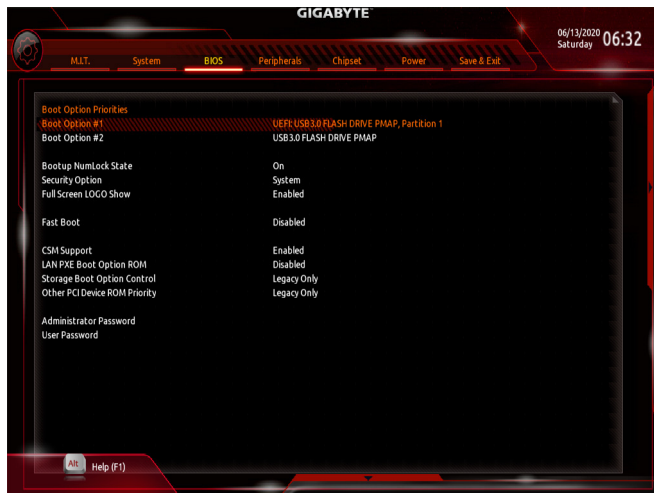 GIGABYTE™
06/13/2020 Saturday 06:32
M.I.T. System BIOS Peripherals Chipset Power Save & Exit
Boot Option Priorities
Boot Option #1 UEFI: USB3.0 FLASH DRIVE PMAP, Partition 1
Boot Option #2 USB3.0 FLASH DRIVE PMAP
Bootup NumLock State On
Security Option System
Full Screen LOGO Show Enabled
Fast Boot Disabled
CSM Support Enabled
LAN PXE Boot Option ROM Disabled
Storage Boot Option Control Legacy Only
Other PCI Device ROM Priority Legacy Only
Administrator Password
User Password
Alt Help (F1)